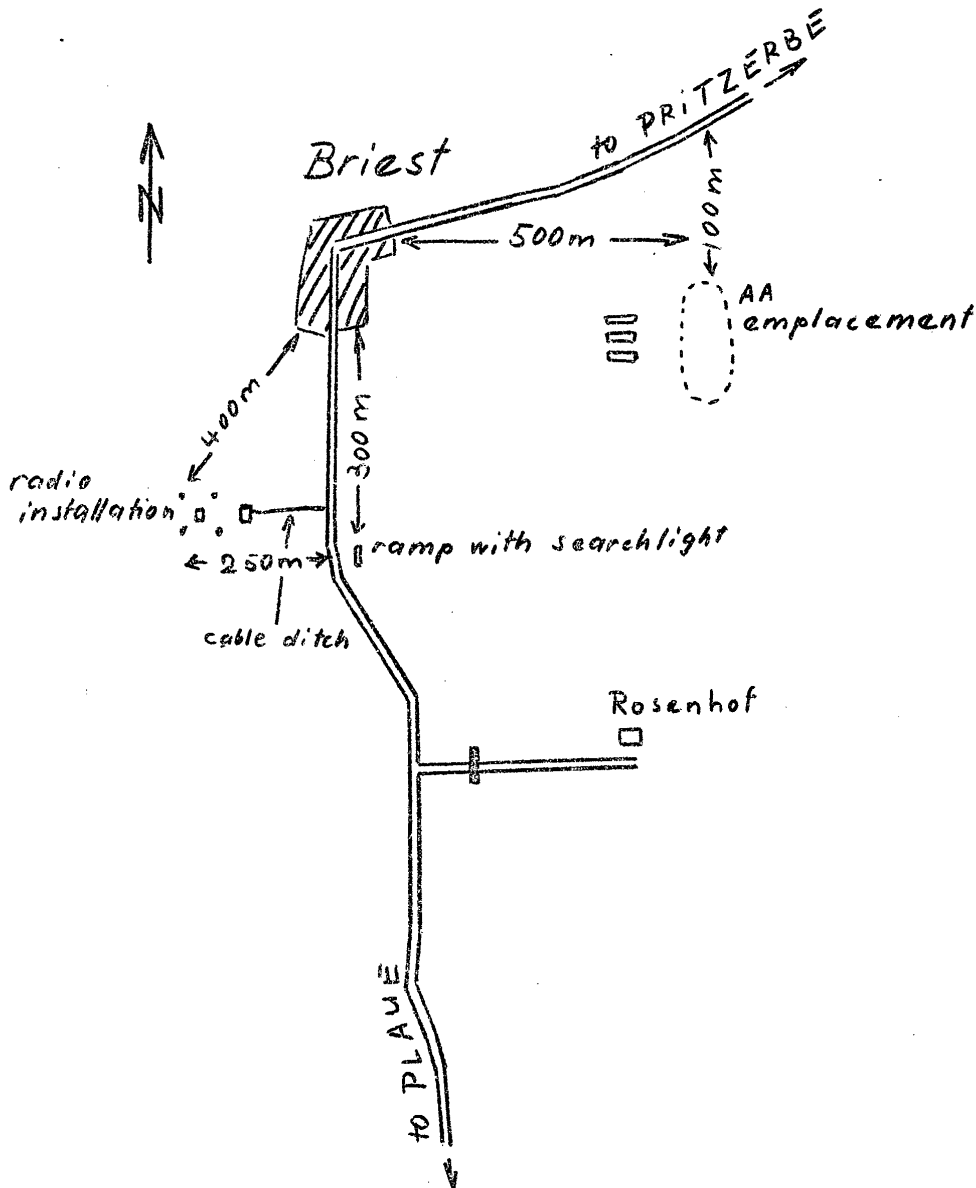 to PRITZERBE
N
Briest
500m
100m
AA
emplacement
400m
300m
radio
installation
ramp with searchlight
250m
cable ditch
Rosenhof
to PLAUE